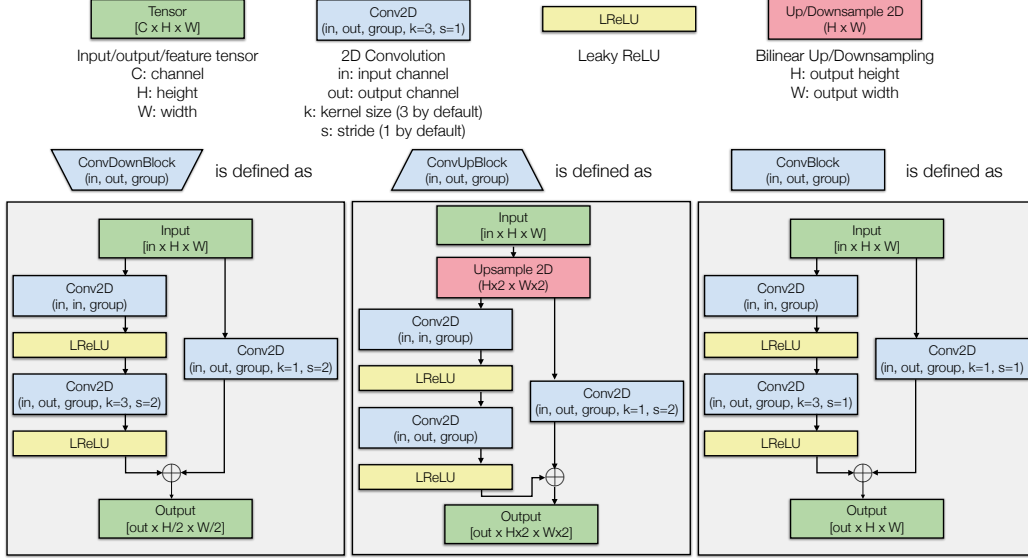 Tensor
[C x H x W]
Input/output/feature tensor
C: channel
H: height
W: width
Conv2D
(in, out, group, k=3, s=1)
2D Convolution
in: input channel
out: output channel
k: kernel size (3 by default)
s: stride (1 by default)
LReLU
Leaky ReLU
Up/Downsample 2D
(H x W)
Bilinear Up/Downsampling
H: output height
W: output width
ConvDownBlock
(in, out, group)
is defined as
ConvUpBlock
(in, out, group)
is defined as
ConvBlock
(in, out, group)
is defined as
Input
[in x H x W]
Conv2D
(in, in, group)
LReLU
Conv2D
(in, out, group, k=3, s=2)
LReLU
Conv2D
(in, out, group, k=1, s=2)
Output
[out x H/2 x W/2]
Input
[in x H x W]
Upsample 2D
(Hx2 x Wx2)
Conv2D
(in, in, group)
LReLU
Conv2D
(in, out, group)
LReLU
Conv2D
(in, out, group, k=1, s=2)
Output
[out x Hx2 x Wx2]
Input
[in x H x W]
Conv2D
(in, in, group)
LReLU
Conv2D
(in, out, group, k=3, s=1)
LReLU
Conv2D
(in, out, group, k=1, s=1)
Output
[out x H x W]